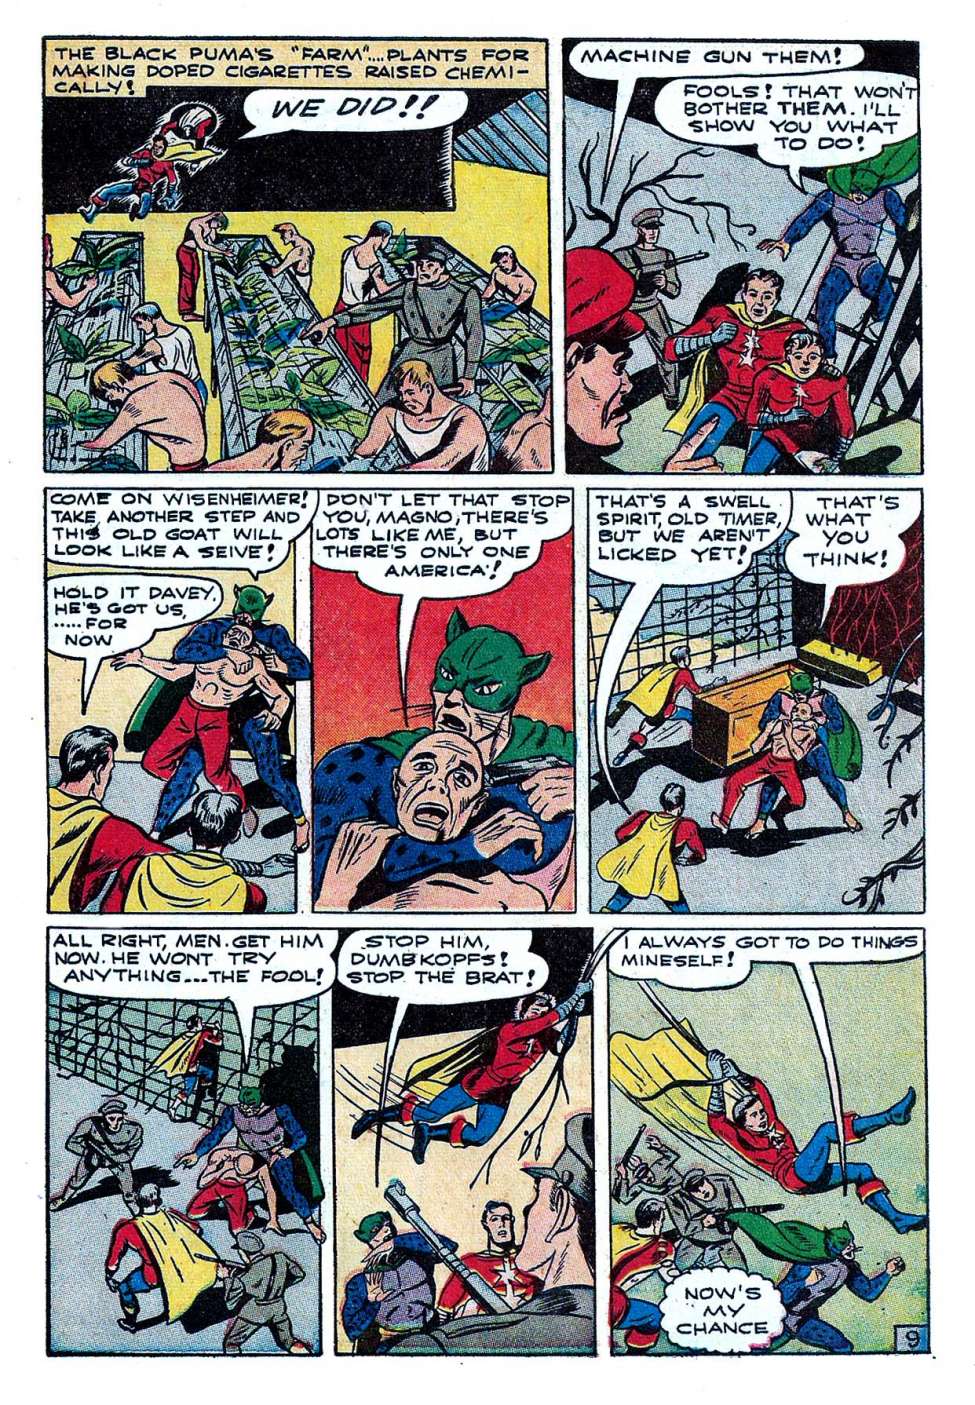 THE BLACK PUMA'S "FARM"....PLANTS FOR
MAKING DOPED CIGARETTES RAISED CHEMI-
CALLY!
WE DID!!
MACHINE GUN THEM!
FOOLS! THAT WON'T
BOTHER THEM. I'LL
SHOW YOU WHAT
TO DO!
COME ON WISENHEIMER!
TAKE ANOTHER STEP AND
THIS OLD GOAT WILL
LOOK LIKE A SEIVE!
HOLD IT DAVEY,
HE'S GOT US,
.....FOR
NOW
DON'T LET THAT STOP
YOU, MAGNO, THERE'S
LOTS LIKE ME, BUT
THERE'S ONLY ONE
AMERICA!
THAT'S A SWELL
SPIRIT, OLD TIMER,
BUT WE AREN'T
LICKED YET!
THAT'S
WHAT
YOU
THINK!
ALL RIGHT, MEN. GET HIM
NOW. HE WONT TRY
ANYTHING...THE FOOL!
STOP HIM,
DUMBKOPFS!
STOP THE BRAT!
I ALWAYS GOT TO DO THINGS
MINESELF!
NOW'S
MY
CHANCE
9